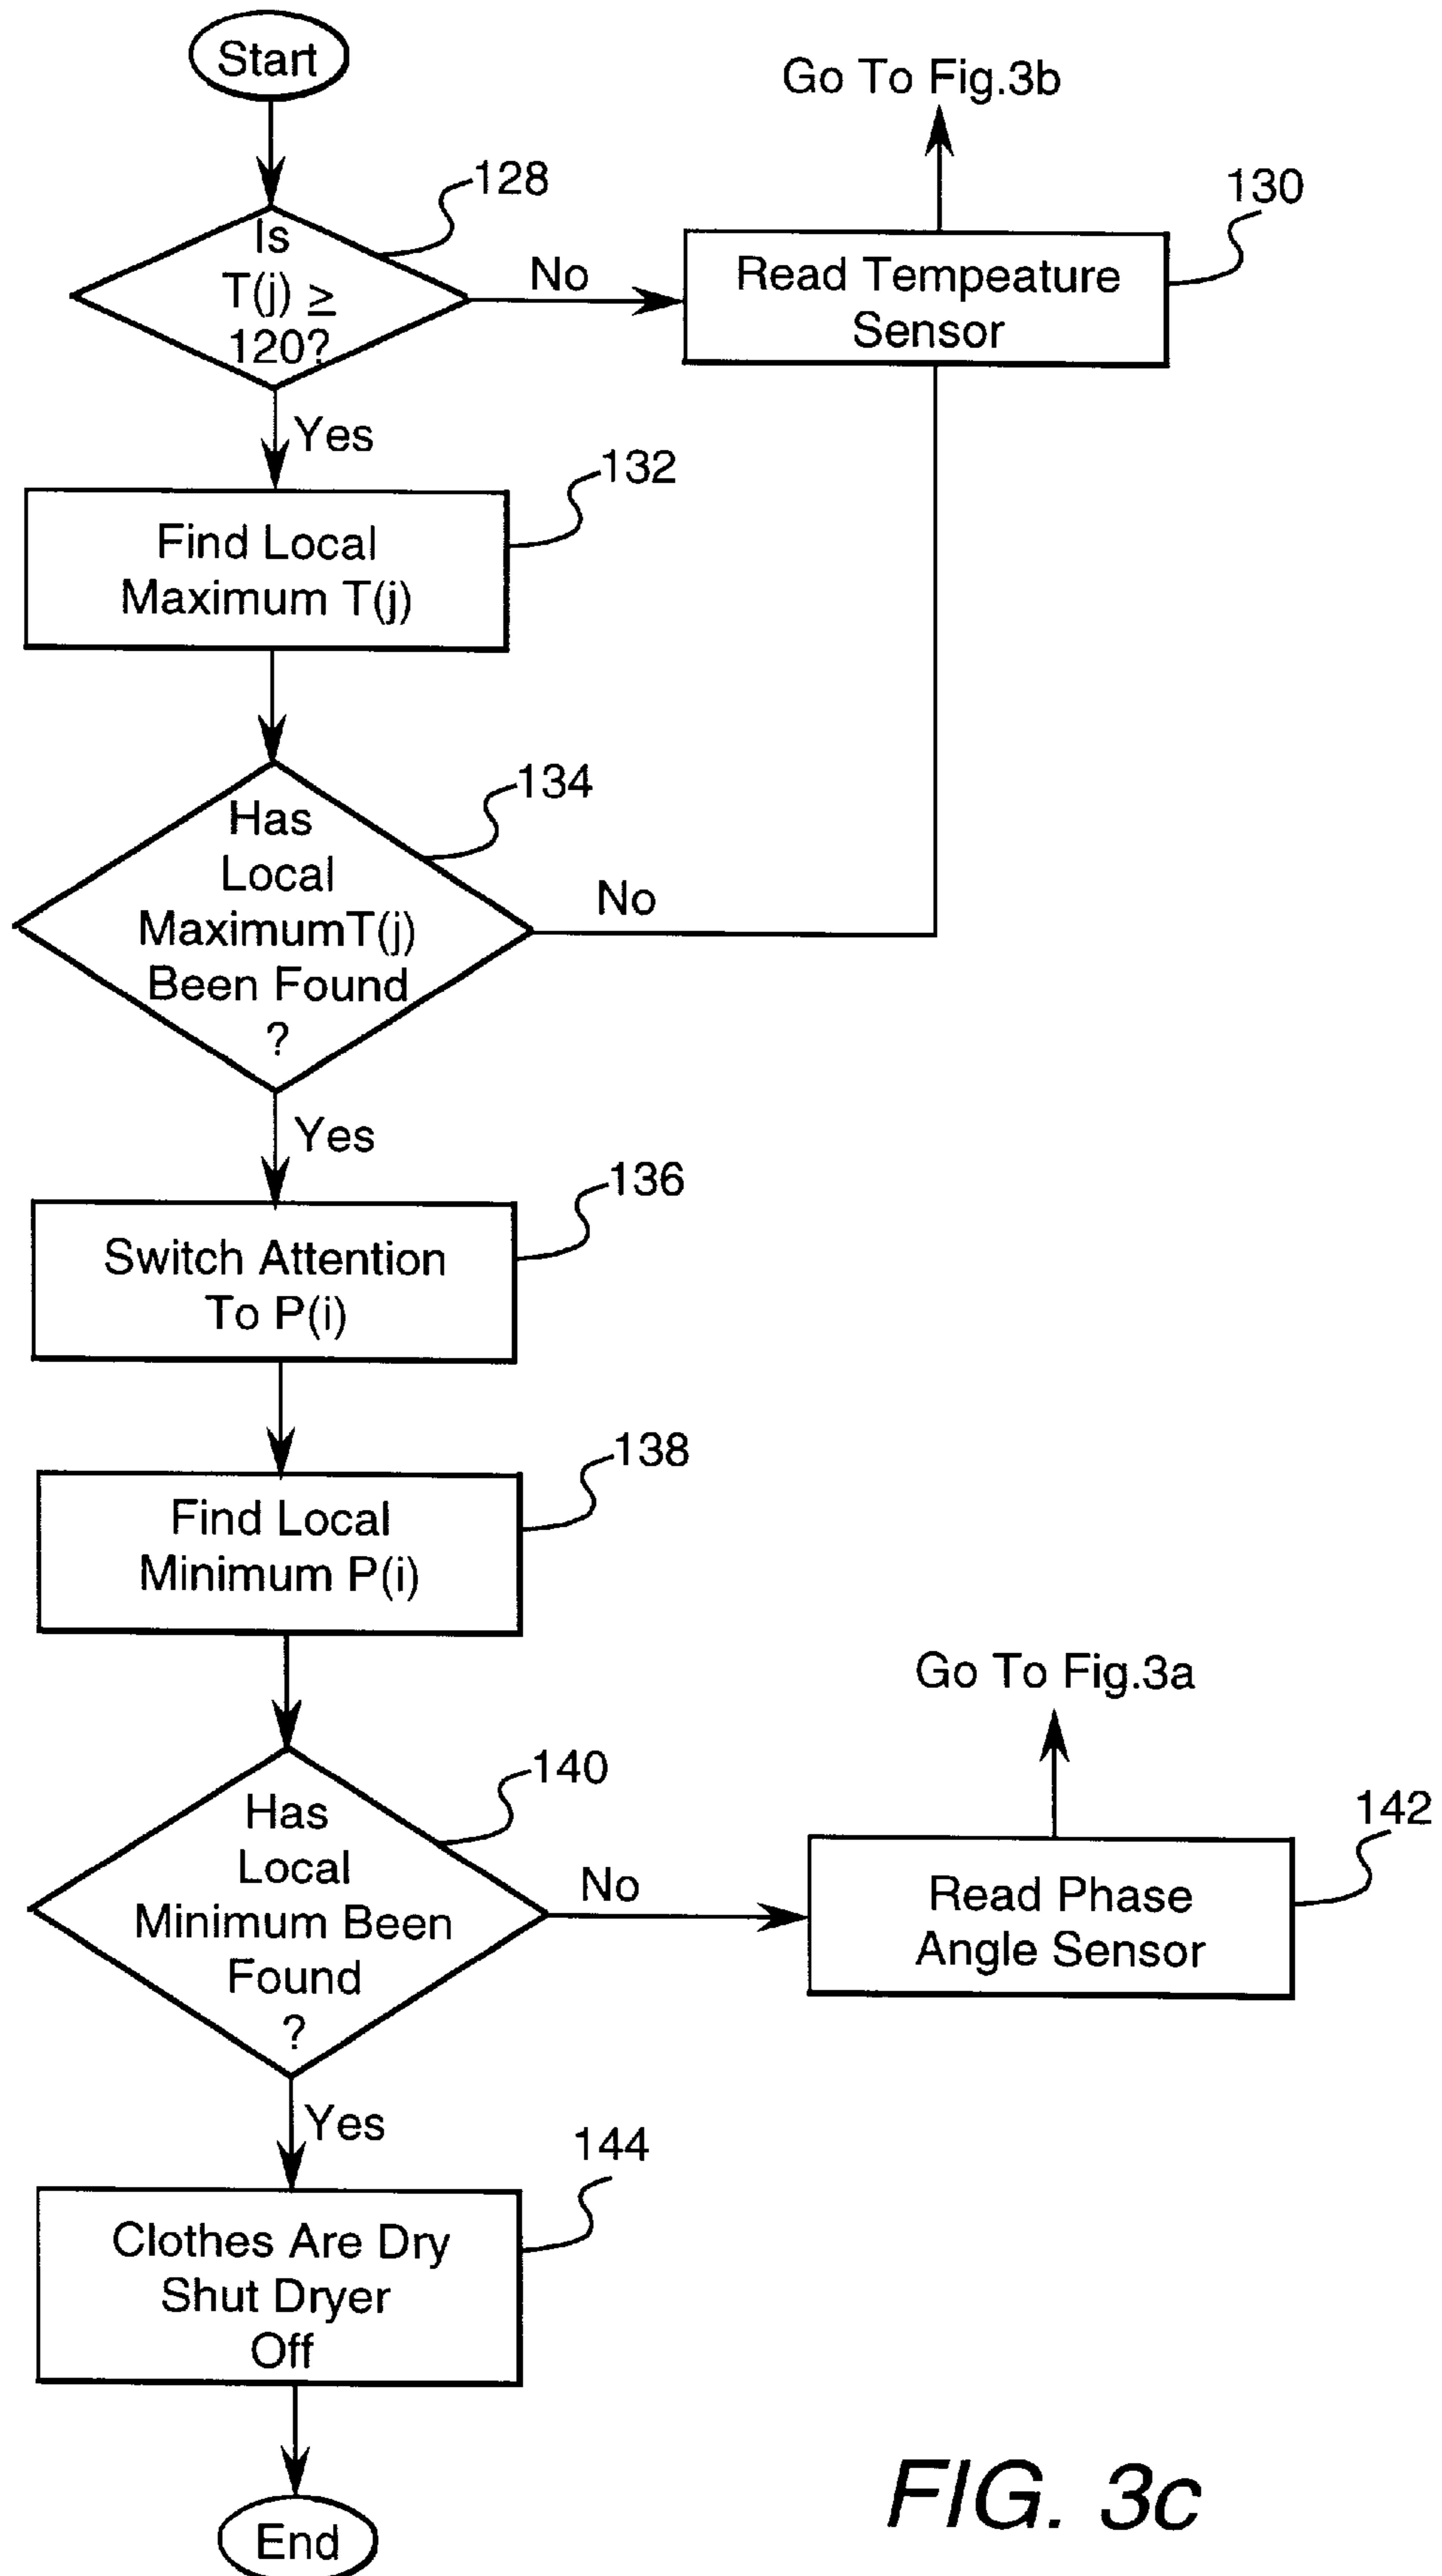 Start
Go To Fig.3b
128
130
Is
T(j) ≥
120?
No
Read Tempeature
Sensor
Yes
132
Find Local
Maximum T(j)
134
Has
Local
MaximumT(j)
Been Found
?
No
Yes
136
Switch Attention
To P(i)
138
Find Local
Minimum P(i)
Go To Fig.3a
140
142
Has
Local
Minimum Been
Found
?
No
Read Phase
Angle Sensor
Yes
144
Clothes Are Dry
Shut Dryer
Off
End
FIG. 3c